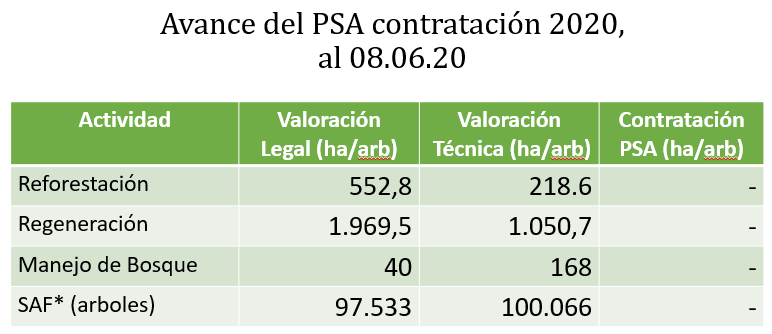 Avance del PSA contratación 2020,
al 08.06.20
Actividad Valoración Legal (ha/arb) Valoración Técnica (ha/arb) Contratación PSA (ha/arb)
Reforestación 552,8 218.6 -
Regeneración 1.969,5 1.050,7 -
Manejo de Bosque 40 168 -
SAF* (arboles) 97.533 100.066 -